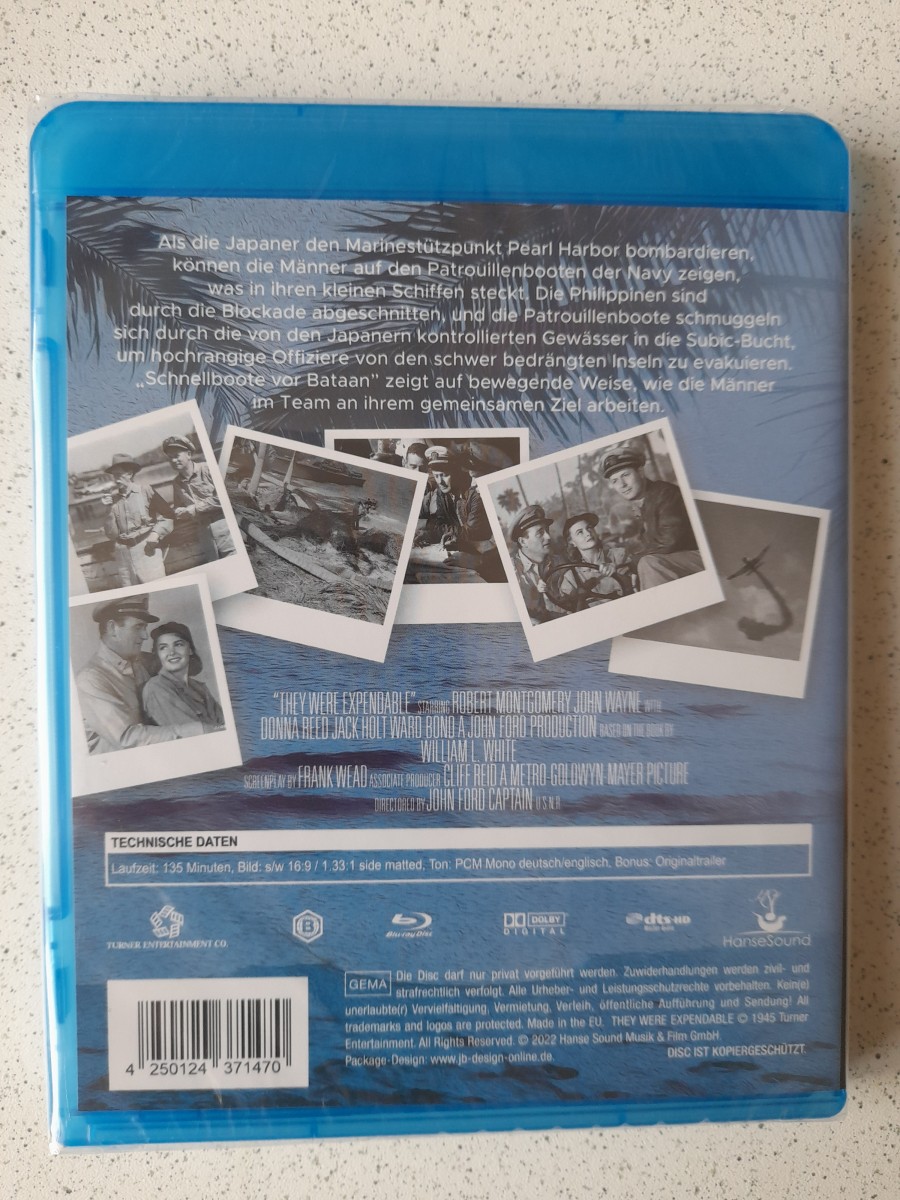 Als die Japaner den Marinestützpunkt Pearl Harbor bombardieren,
können die Männer auf den Patrouillenbooten der Navy zeigen,
was in ihren kleinen Schiffen steckt. Die Philippinen sind
durch die Blockade abgeschnitten, und die Patrouillenboote schmuggeln
sich durch die von den Japanern kontrollierten Gewässer in die Subic-Bucht,
um hochrangige Offiziere von den schwer bedrängten Inseln zu evakuieren.
„Schnellboote vor Bataan" zeigt auf bewegende Weise, wie die Männer
im Team an ihrem gemeinsamen Ziel arbeiten.
"THEY WERE EXPENDABLE" STARRING ROBERT MONTGOMERY JOHN WAYNE WITH
DONNA REED JACK HOLT WARD BOND A JOHN FORD PRODUCTION BASED ON THE BOOK BY
WILLIAM L. WHITE
SCREENPLAY BY FRANK WEAD ASSOCIATE PRODUCER CLIFF REID A METRO-GOLDWYN-MAYER PICTURE
DIRECTORED BY JOHN FORD CAPTAIN U.S.N.R
TECHNISCHE DATEN
Laufzeit: 135 Minuten, Bild: s/w 16:9 / 1.33:1 side matted, Ton: PCM Mono deutsch/englisch, Bonus: Originaltrailer
TURNER ENTERTAINMENT CO.
B
Blu-ray Disc
DOLBY
DIGITAL
dts-HD
HanseSound
GEMA
Die Disc darf nur privat vorgeführt werden. Zuwiderhandlungen werden zivil- und
strafrechtlich verfolgt. Alle Urheber- und Leistungsschutzrechte vorbehalten. Kein(e)
unerlaubte(r) Vervielfältigung, Vermietung, Verleih, öffentliche Aufführung und Sendung! All
trademarks and logos are protected. Made in the EU. THEY WERE EXPENDABLE © 1945 Turner
Entertainment. All Rights Reserved. © 2022 Hanse Sound Musik & Film GmbH.
Package-Design: www.jb-design-online.de.
DISC IST KOPIERGESCHÜTZT.
4 250124 371470